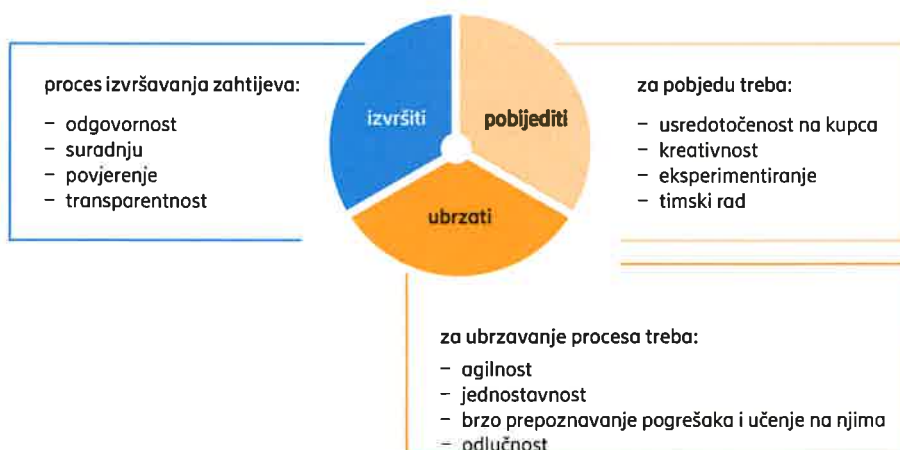 proces izvršavanja zahtijeva:
– odgovornost
– suradnju
– povjerenje
– transparentnost
izvršiti
pobijediti
ubrzati
za pobjedu treba:
– usredotočenost na kupca
– kreativnost
– eksperimentiranje
– timski rad
za ubrzavanje procesa treba:
– agilnost
– jednostavnost
– brzo prepoznavanje pogrešaka i učenje na njima
– odlučnost